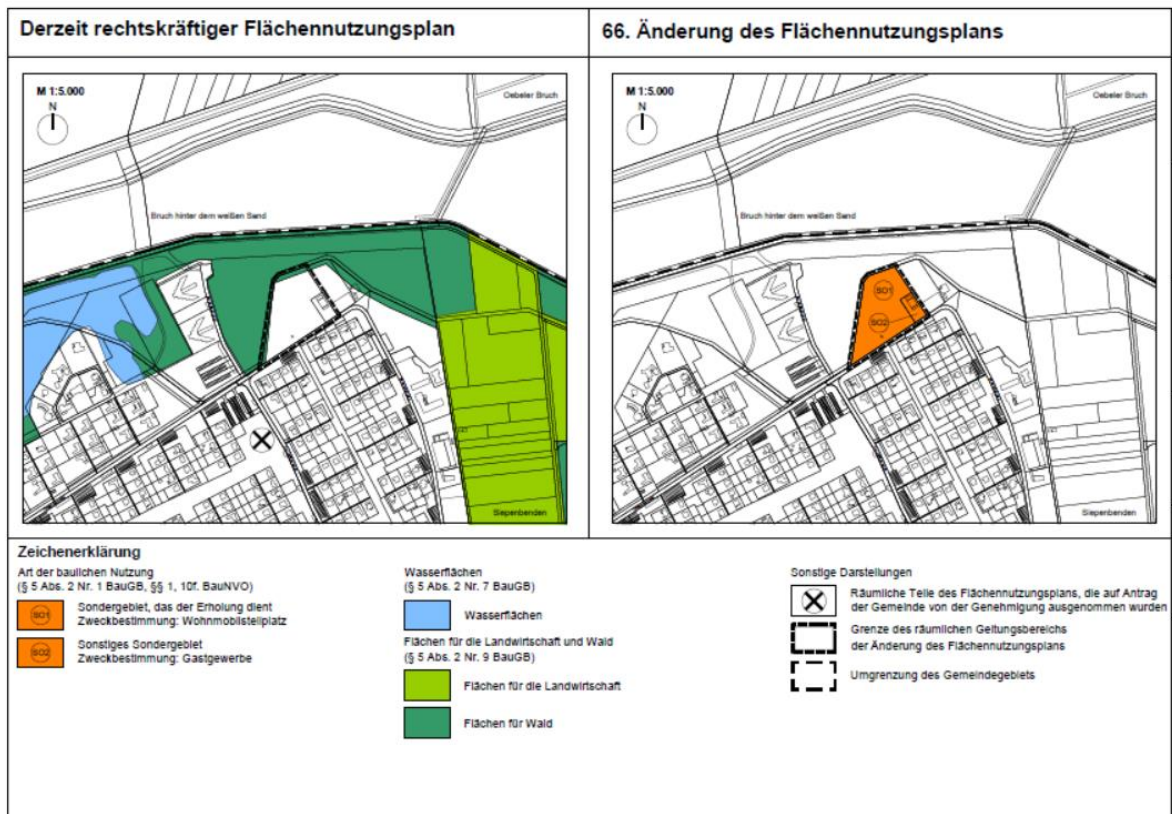 Derzeit rechtskräftiger Flächennutzungsplan
66. Änderung des Flächennutzungsplans
M 1:5.000
N
Oebeler Bruch
Bruch hinter dem weißen Sand
Siepenbenden
M 1:5.000
N
Oebeler Bruch
Bruch hinter dem weißen Sand
SO1
SO2
Siepenbenden
Zeichenerklärung
Art der baulichen Nutzung
(§ 5 Abs. 2 Nr. 1 BauGB, §§ 1, 10f. BauNVO)
SO1
Sondergebiet, das der Erholung dient
Zweckbestimmung: Wohnmobilstellplatz
SO2
Sonstiges Sondergebiet
Zweckbestimmung: Gastgewerbe
Wasserflächen
(§ 5 Abs. 2 Nr. 7 BauGB)
Wasserflächen
Flächen für die Landwirtschaft und Wald
(§ 5 Abs. 2 Nr. 9 BauGB)
Flächen für die Landwirtschaft
Flächen für Wald
Sonstige Darstellungen
Räumliche Teile des Flächennutzungsplans, die auf Antrag
der Gemeinde von der Genehmigung ausgenommen wurden
Grenze des räumlichen Geltungsbereichs
der Änderung des Flächennutzungsplans
Umgrenzung des Gemeindegebiets